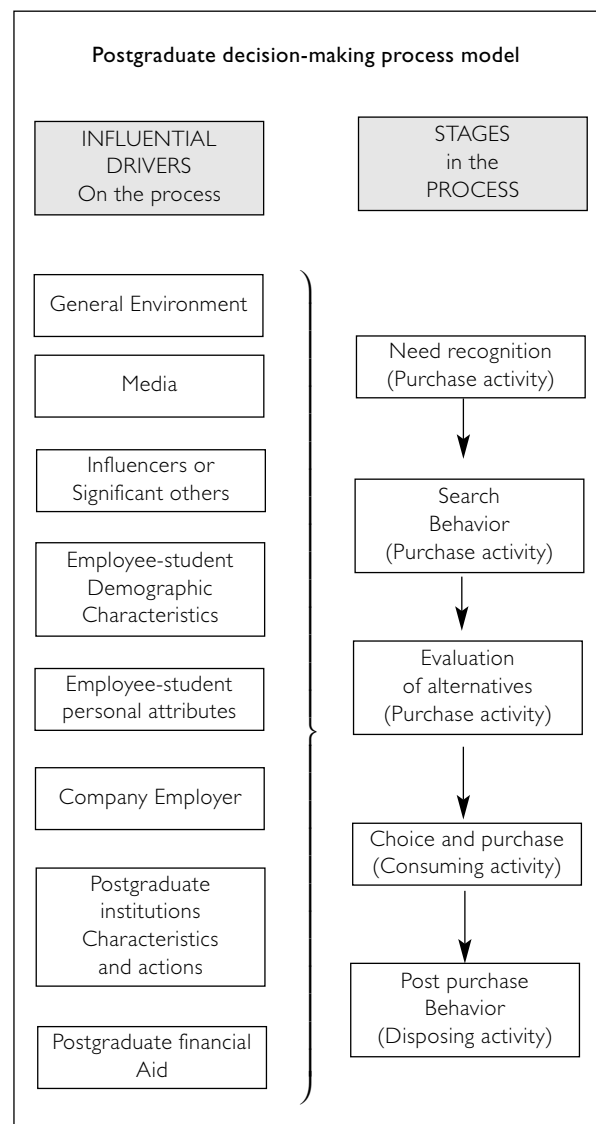 Postgraduate decision-making process model
INFLUENTIAL
DRIVERS
On the process
General Environment
Media
Influencers or
Significant others
Employee-student
Demographic
Characteristics
Employee-student
personal attributes
Company Employer
Postgraduate
institutions
Characteristics
and actions
Postgraduate financial
Aid
STAGES
in the
PROCESS
Need recognition
(Purchase activity)
Search
Behavior
(Purchase activity)
Evaluation
of alternatives
(Purchase activity)
Choice and purchase
(Consuming activity)
Post purchase
Behavior
(Disposing activity)